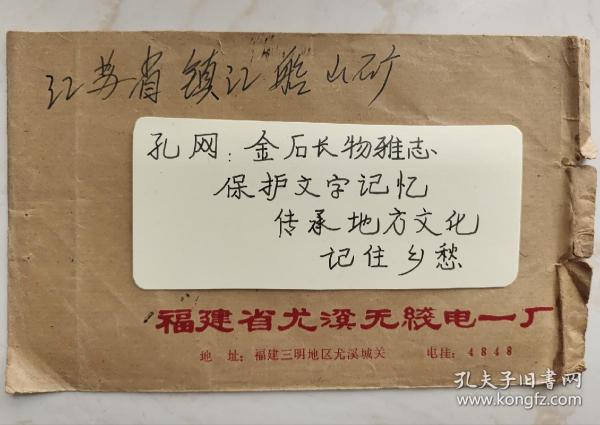 江苏省镇江船山矿
孔网：金石长物雅志
保护文字记忆
传承地方文化
记住乡愁
福建省尤溪无线电一厂
地 址：福建三明地区尤溪城关 电挂：4848
孔夫子旧书网
www.kongfz.com